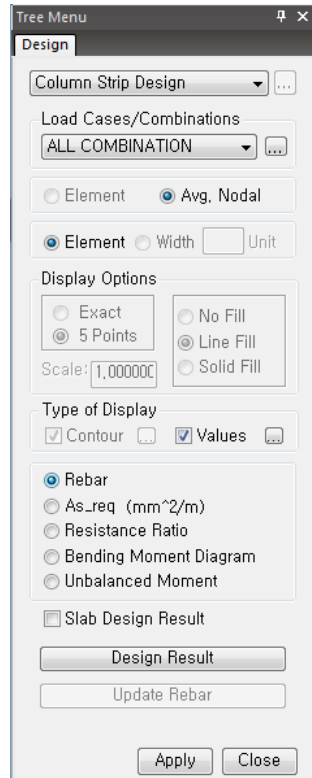 Tree Menu
Design
Column Strip Design
...
Load Cases/Combinations
ALL COMBINATION
...
Element Avg, Nodal
Element Width Unit
Display Options
Exact
5 Points
No Fill
Line Fill
Solid Fill
Scale: 1,00000C
Type of Display
Contour ... Values ...
Rebar
As_req (mm^2/m)
Resistance Ratio
Bending Moment Diagram
Unbalanced Moment
Slab Design Result
Design Result
Update Rebar
Apply Close